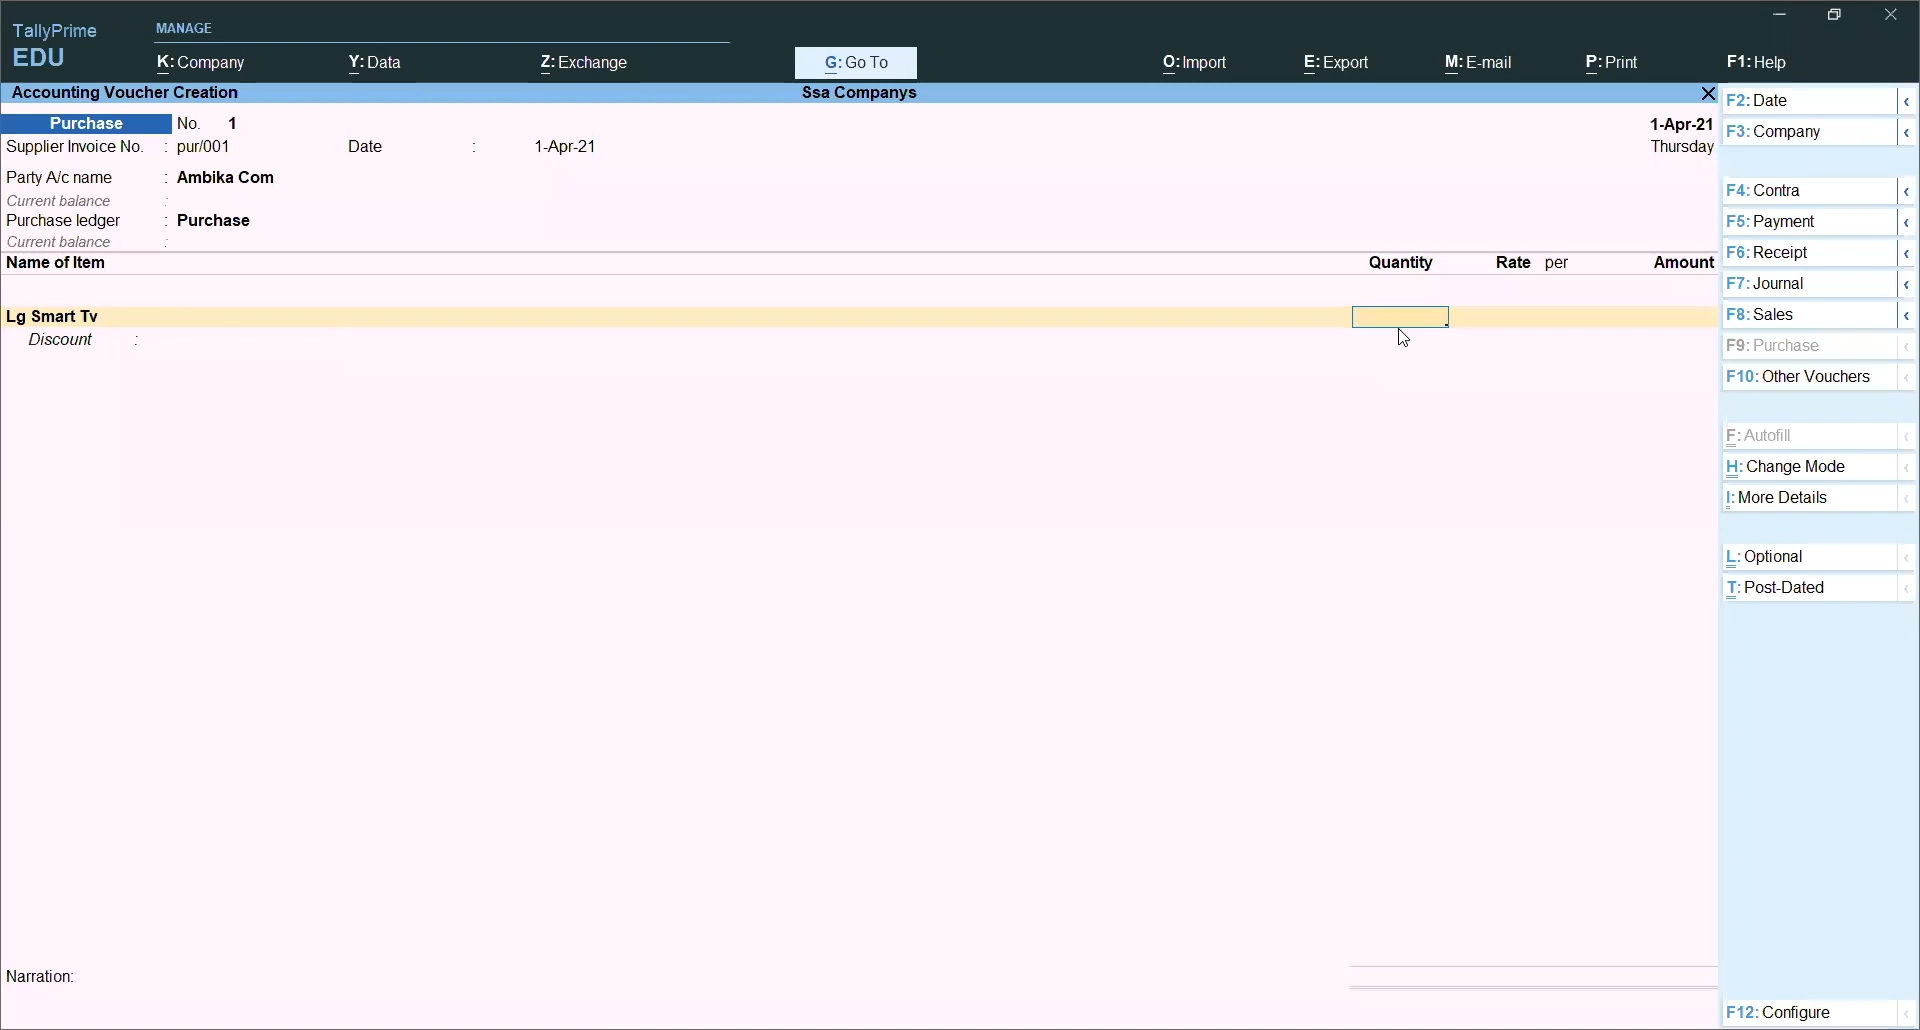 TallyPrime
EDU
MANAGE
K: Company
Y: Data
Z: Exchange
G: Go To
O: Import
E: Export
M: E-mail
P: Print
F1: Help
Accounting Voucher Creation
Ssa Companys
Purchase No. 1
1-Apr-21
Supplier Invoice No. : pur/001 Date : 1-Apr-21
Thursday
Party A/c name : Ambika Com
Current balance :
Purchase ledger : Purchase
Current balance :
Name of Item Quantity Rate per Amount
Lg Smart Tv
Discount :
Narration:
F2: Date
F3: Company
F4: Contra
F5: Payment
F6: Receipt
F7: Journal
F8: Sales
F9: Purchase
F10: Other Vouchers
F: Autofill
H: Change Mode
I: More Details
L: Optional
T: Post-Dated
F12: Configure